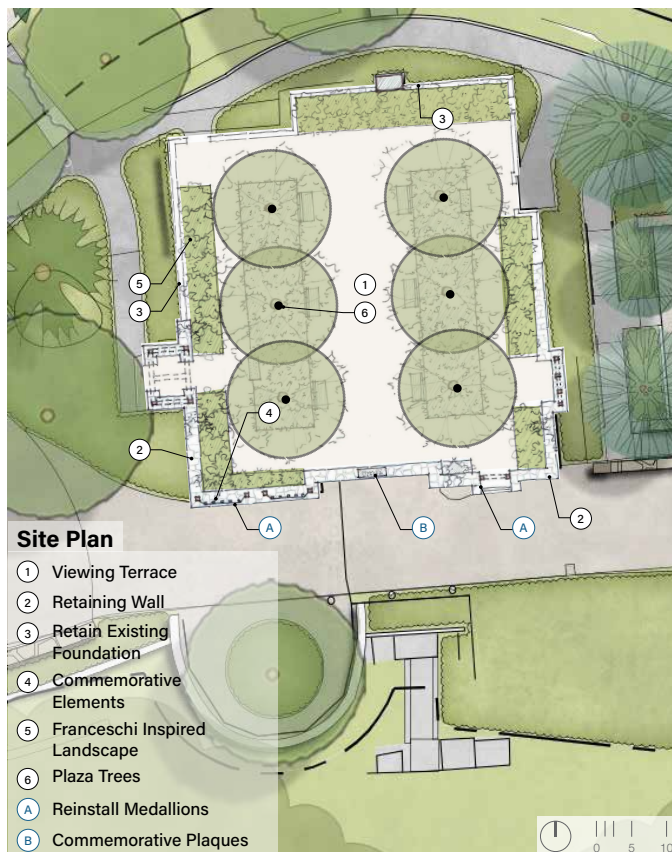 3
5
3
1
6
4
2
A
B
A
2
Site Plan
1 Viewing Terrace
2 Retaining Wall
3 Retain Existing
Foundation
4 Commemorative
Elements
5 Franceschi Inspired
Landscape
6 Plaza Trees
A Reinstall Medallions
B Commemorative Plaques
0 5 10